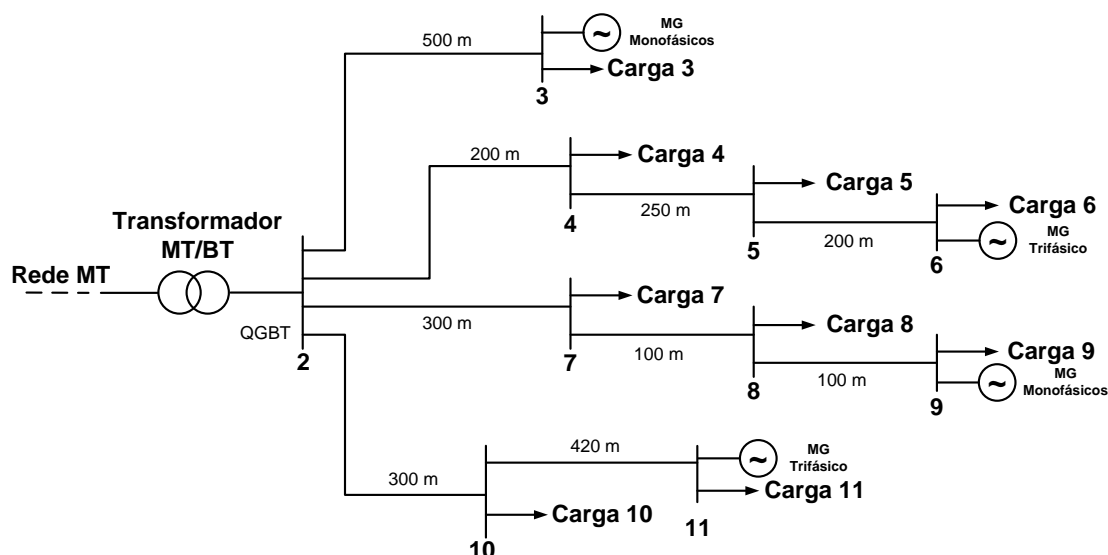 500 m
MG
Monofásicos
Carga 3
3
200 m
Carga 4
4
250 m
Carga 5
5
200 m
Carga 6
MG
Trifásico
6
Transformador
MT/BT
Rede MT
QGBT
2
300 m
Carga 7
7
100 m
Carga 8
8
100 m
Carga 9
MG
Monofásicos
9
300 m
420 m
MG
Trifásico
Carga 11
11
Carga 10
10